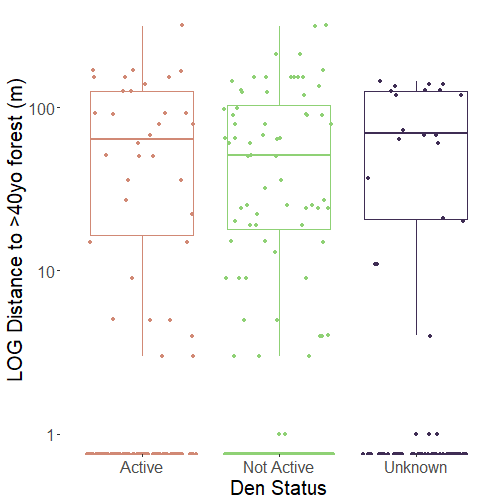 LOG Distance to >40yo forest (m)
100
10
1
Active Not Active Unknown
Den Status